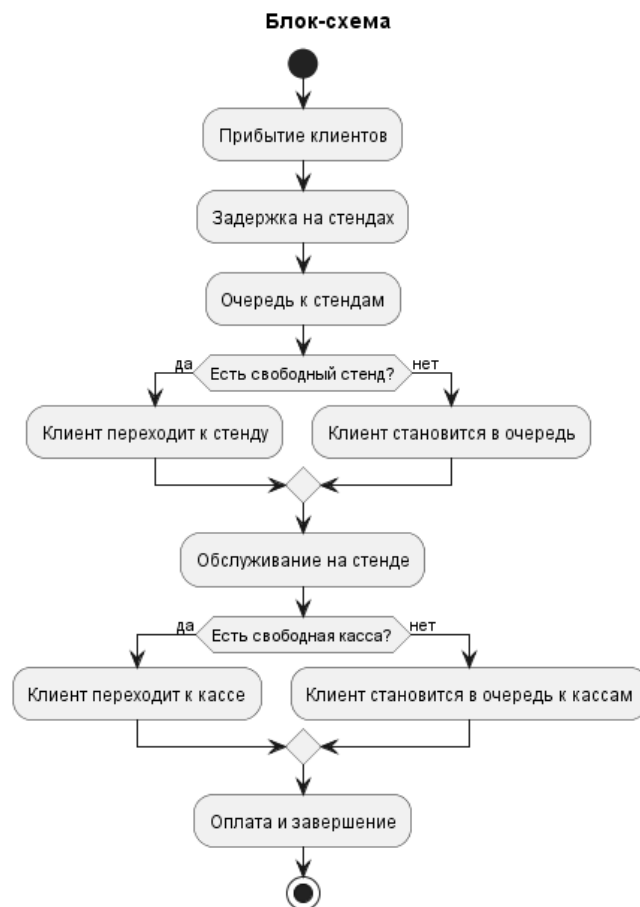 Блок-схема
Прибытие клиентов
Задержка на стендах
Очередь к стендам
да
Есть свободный стенд?
нет
Клиент переходит к стенду
Клиент становится в очередь
Обслуживание на стенде
да
Есть свободная касса?
нет
Клиент переходит к кассе
Клиент становится в очередь к кассам
Оплата и завершение